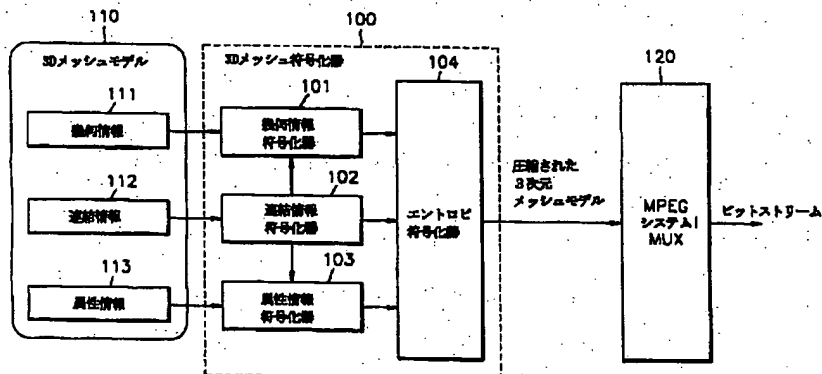 110
3Dメッシュモデル
111
幾何情報
112
連結情報
113
属性情報
100
3Dメッシュ符号化器
101
幾何情報
符号化器
102
連結情報
符号化器
103
属性情報
符号化器
104
エントロピ
符号化器
圧縮された
3次元
メッシュモデル
120
MPEG
システム/
MUX
ビットストリーム